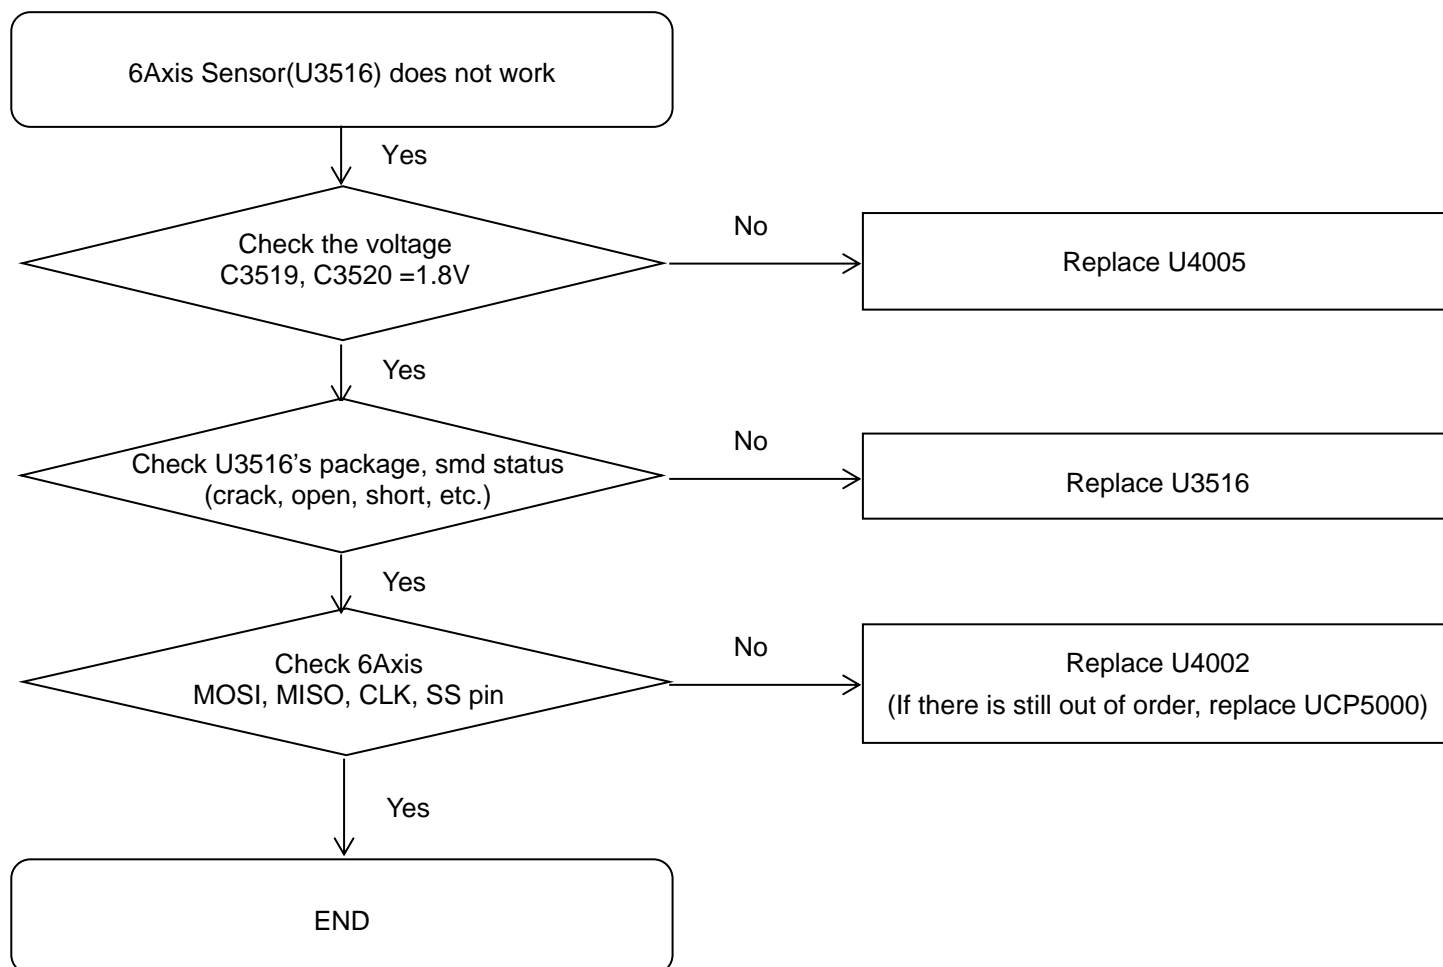 6Axis Sensor(U3516) does not work
Yes
Check the voltage
C3519, C3520 =1.8V
No
Replace U4005
Yes
Check U3516’s package, smd status
(crack, open, short, etc.)
No
Replace U3516
Yes
Check 6Axis
MOSI, MISO, CLK, SS pin
No
Replace U4002
(If there is still out of order, replace UCP5000)
Yes
END